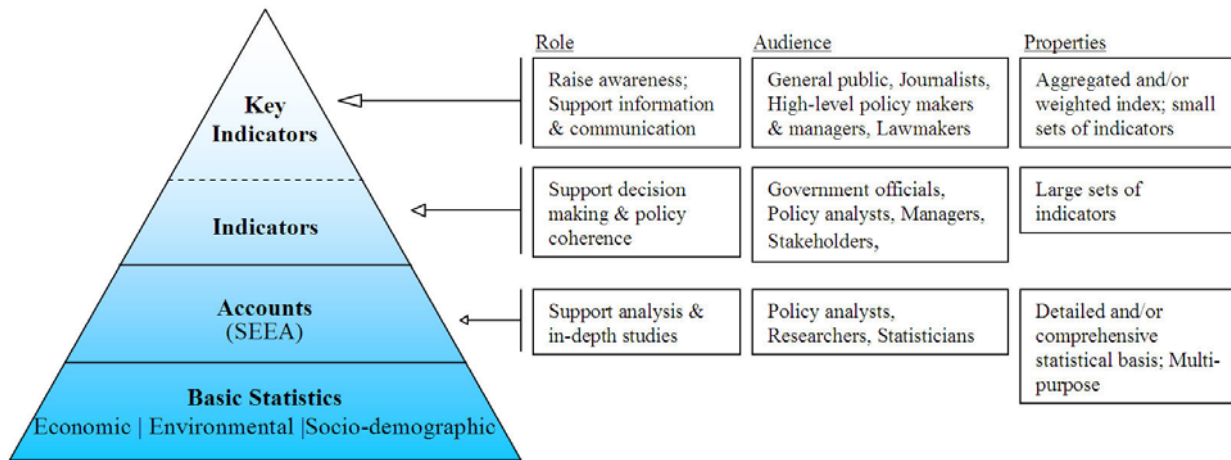 Key
Indicators
Indicators
Accounts
(SEEA)
Basic Statistics
Economic | Environmental |Socio-demographic
Role
Audience
Properties
Raise awareness;
Support information
& communication
General public, Journalists,
High-level policy makers
& managers, Lawmakers
Aggregated and/or
weighted index; small
sets of indicators
Support decision
making & policy
coherence
Government officials,
Policy analysts, Managers,
Stakeholders,
Large sets of
indicators
Support analysis &
in-depth studies
Policy analysts,
Researchers, Statisticians
Detailed and/or
comprehensive
statistical basis; Multi-
purpose